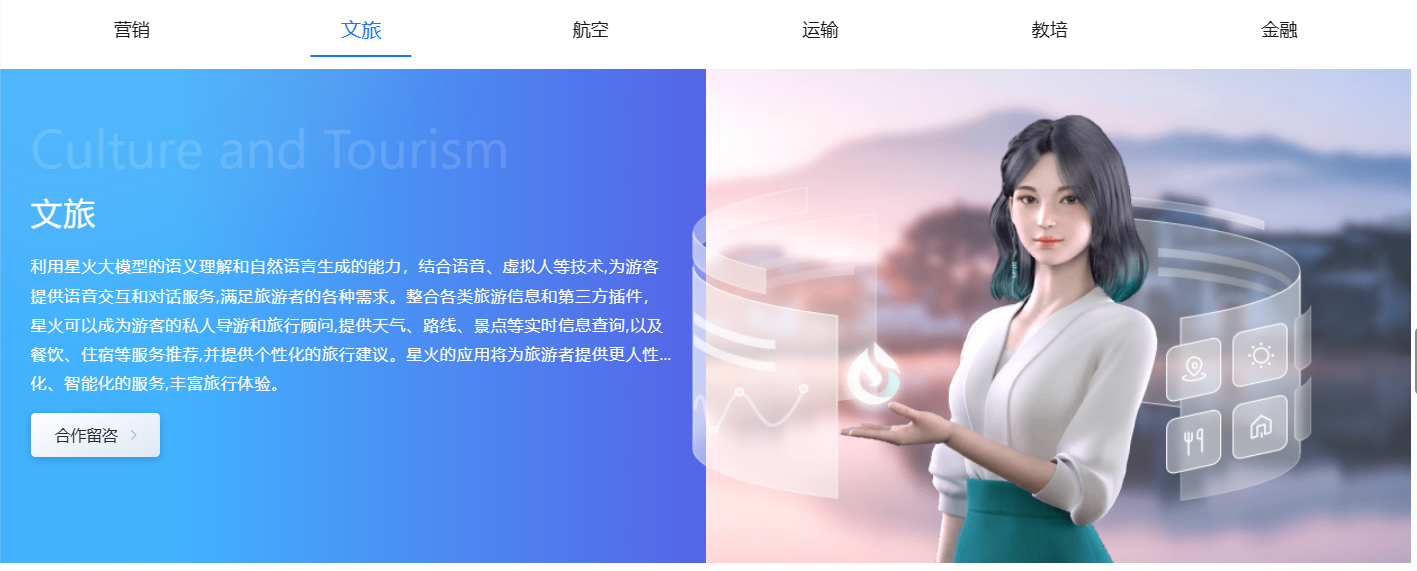 营销
文旅
航空
运输
教培
金融
Culture and Tourism
文旅
利用星火大模型的语义理解和自然语言生成的能力，结合语音、虚拟人等技术,为游客
提供语音交互和对话服务,满足旅游者的各种需求。整合各类旅游信息和第三方插件，
星火可以成为游客的私人导游和旅行顾问,提供天气、路线、景点等实时信息查询,以及
餐饮、住宿等服务推荐,并提供个性化的旅行建议。星火的应用将为旅游者提供更人性...
化、智能化的服务,丰富旅行体验。
合作留咨